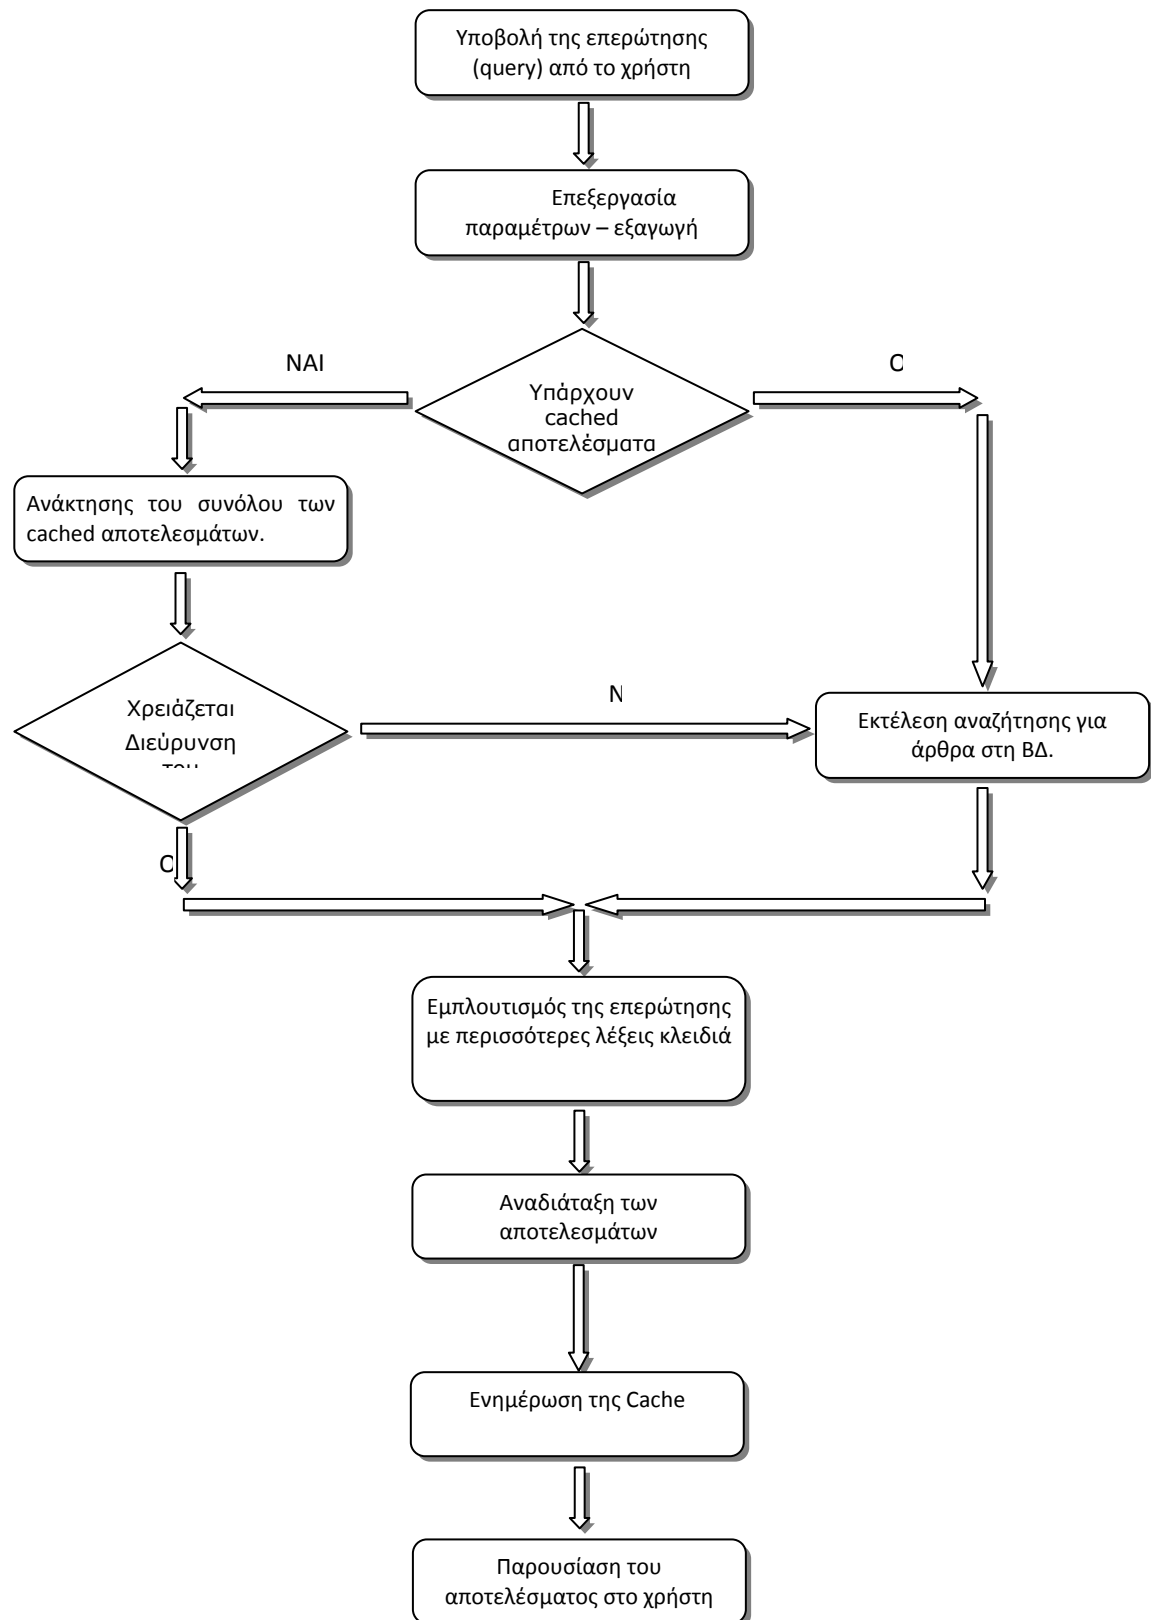 Υποβολή της επερώτησης
(query) από το χρήστη
Επεξεργασία
παραμέτρων – εξαγωγή
ΝΑΙ
Ο
Υπάρχουν
cached
αποτελέσματα
Ανάκτησης του συνόλου των
cached αποτελεσμάτων.
Χρειάζεται
Διεύρυνση
Ν
Εκτέλεση αναζήτησης για
άρθρα στη ΒΔ.
Ο
Εμπλουτισμός της επερώτησης
με περισσότερες λέξεις κλειδιά
Αναδιάταξη των
αποτελεσμάτων
Ενημέρωση της Cache
Παρουσίαση του
αποτελέσματος στο χρήστη